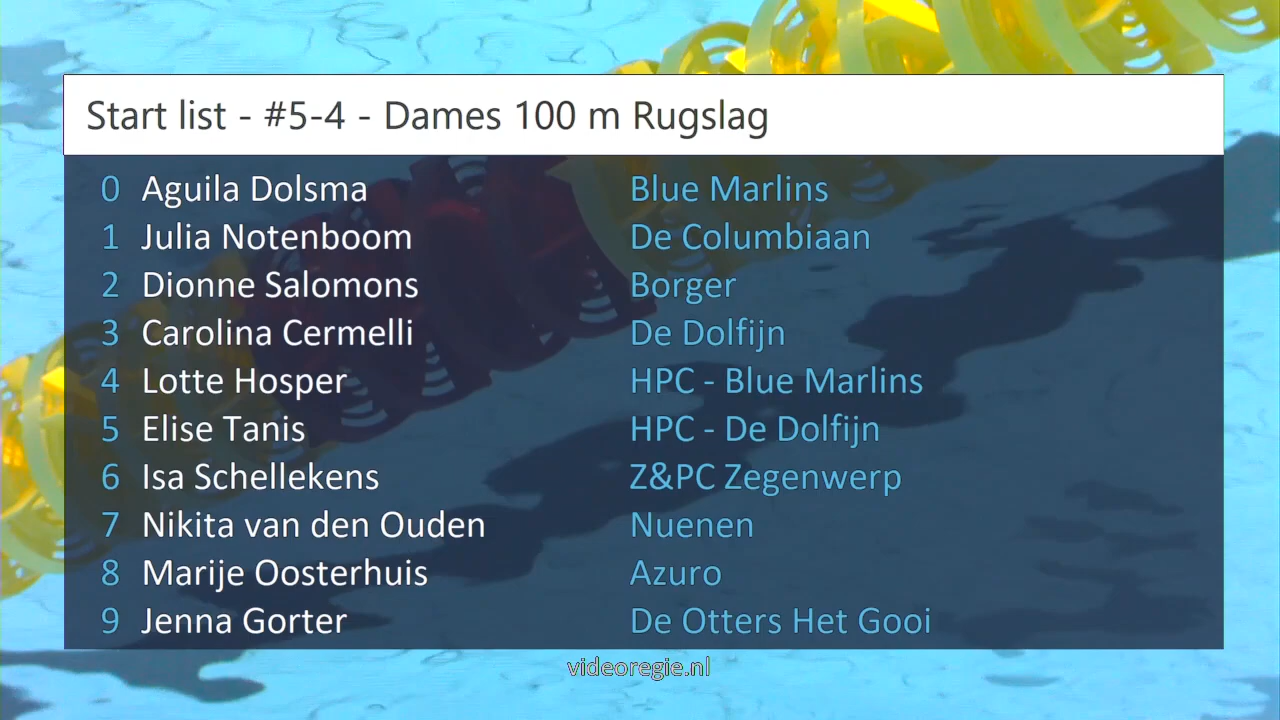 Start list - #5-4 - Dames 100 m Rugslag
0 Aguila Dolsma Blue Marlins
1 Julia Notenboom De Columbiaan
2 Dionne Salomons Borger
3 Carolina Cermelli De Dolfijn
4 Lotte Hosper HPC - Blue Marlins
5 Elise Tanis HPC - De Dolfijn
6 Isa Schellekens Z&PC Zegenwerp
7 Nikita van den Ouden Nuenen
8 Marije Oosterhuis Azuro
9 Jenna Gorter De Otters Het Gooi
videoregie.nl